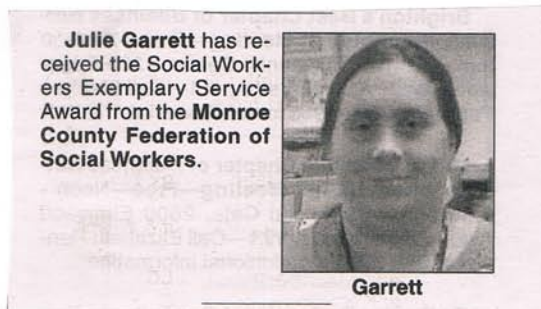 Julie Garrett has re-
ceived the Social Work-
ers Exemplary Service
Award from the Monroe
County Federation of
Social Workers.
Garrett